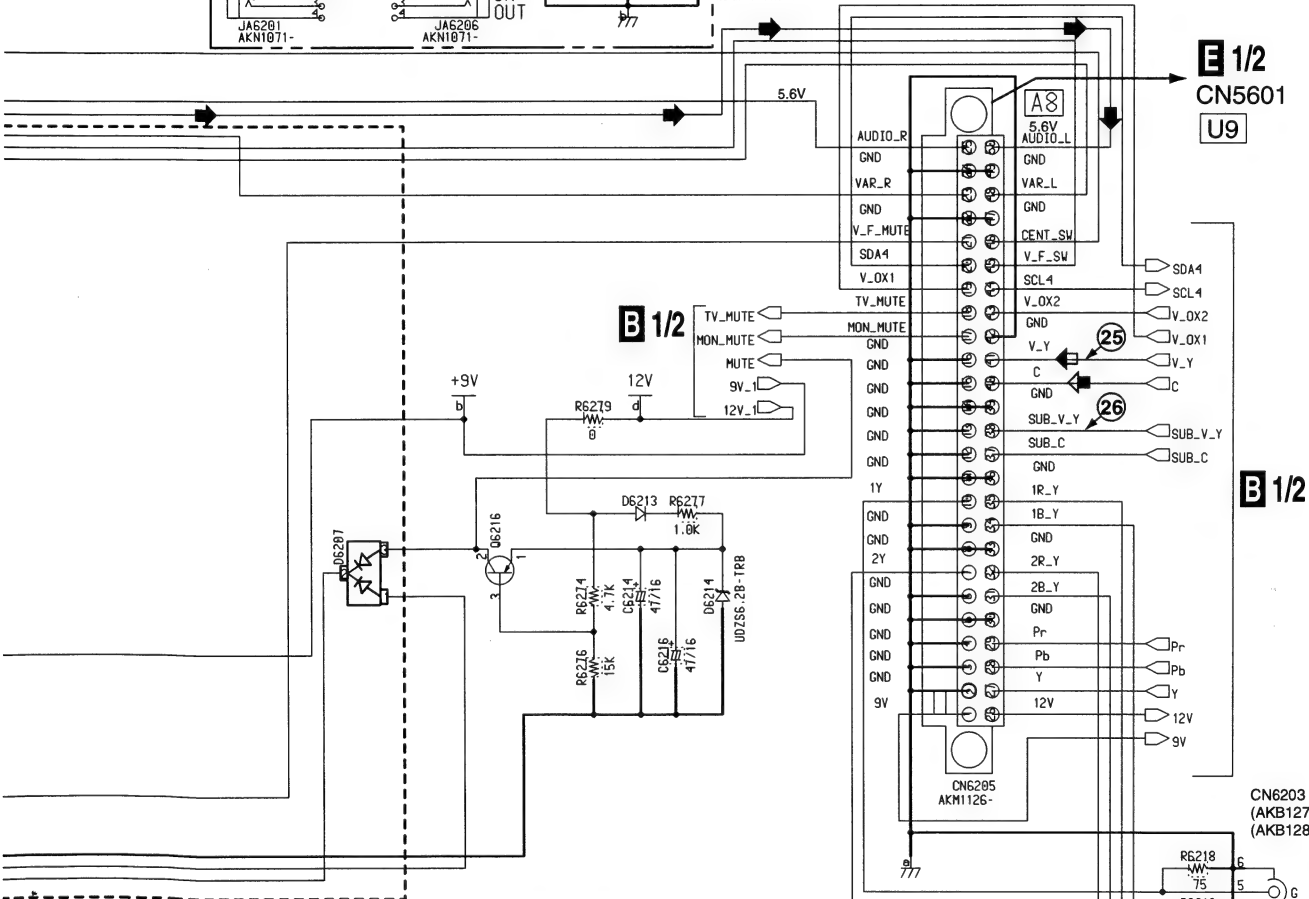 OUT
JA6201
AKN1071-
JA6206
AKN1071-
b
E 1/2
CN5601
U9
5.6V
A8
5.6V
AUDIO_R
AUDIO_L
GND
GND
VAR_R
VAR_L
GND
GND
V_F_MUTE
CENT_SW
SDA4
V_F_SW
SDA4
V_OX1
SCL4
SCL4
TV_MUTE
V_OX2
V_OX2
B 1/2
TV_MUTE
MON_MUTE
GND
V_OX1
MON_MUTE
GND
V_Y
25
V_Y
MUTE
GND
C
C
9V_1
GND
GND
12V_1
GND
SUB_V_Y
26
SUB_V_Y
GND
SUB_C
SUB_C
GND
GND
+9V
b
12V
d
R6279
0
1Y
1R_Y
B 1/2
GND
1B_Y
GND
GND
2Y
2R_Y
GND
2B_Y
GND
GND
GND
Pr
Pr
GND
Pb
Pb
GND
Y
Y
9V
12V
12V
9V
D6213
R6277
1.0K
D6207
Q6216
2
1
3
R6274
4.7K
C6214
+
47/16
D6214
UDZS6.2B-TRB
R6276
15K
C6216
+
47/16
CN6205
AKM1126-
CN6203
(AKB127
(AKB128
a
R6218
75
6
5
G